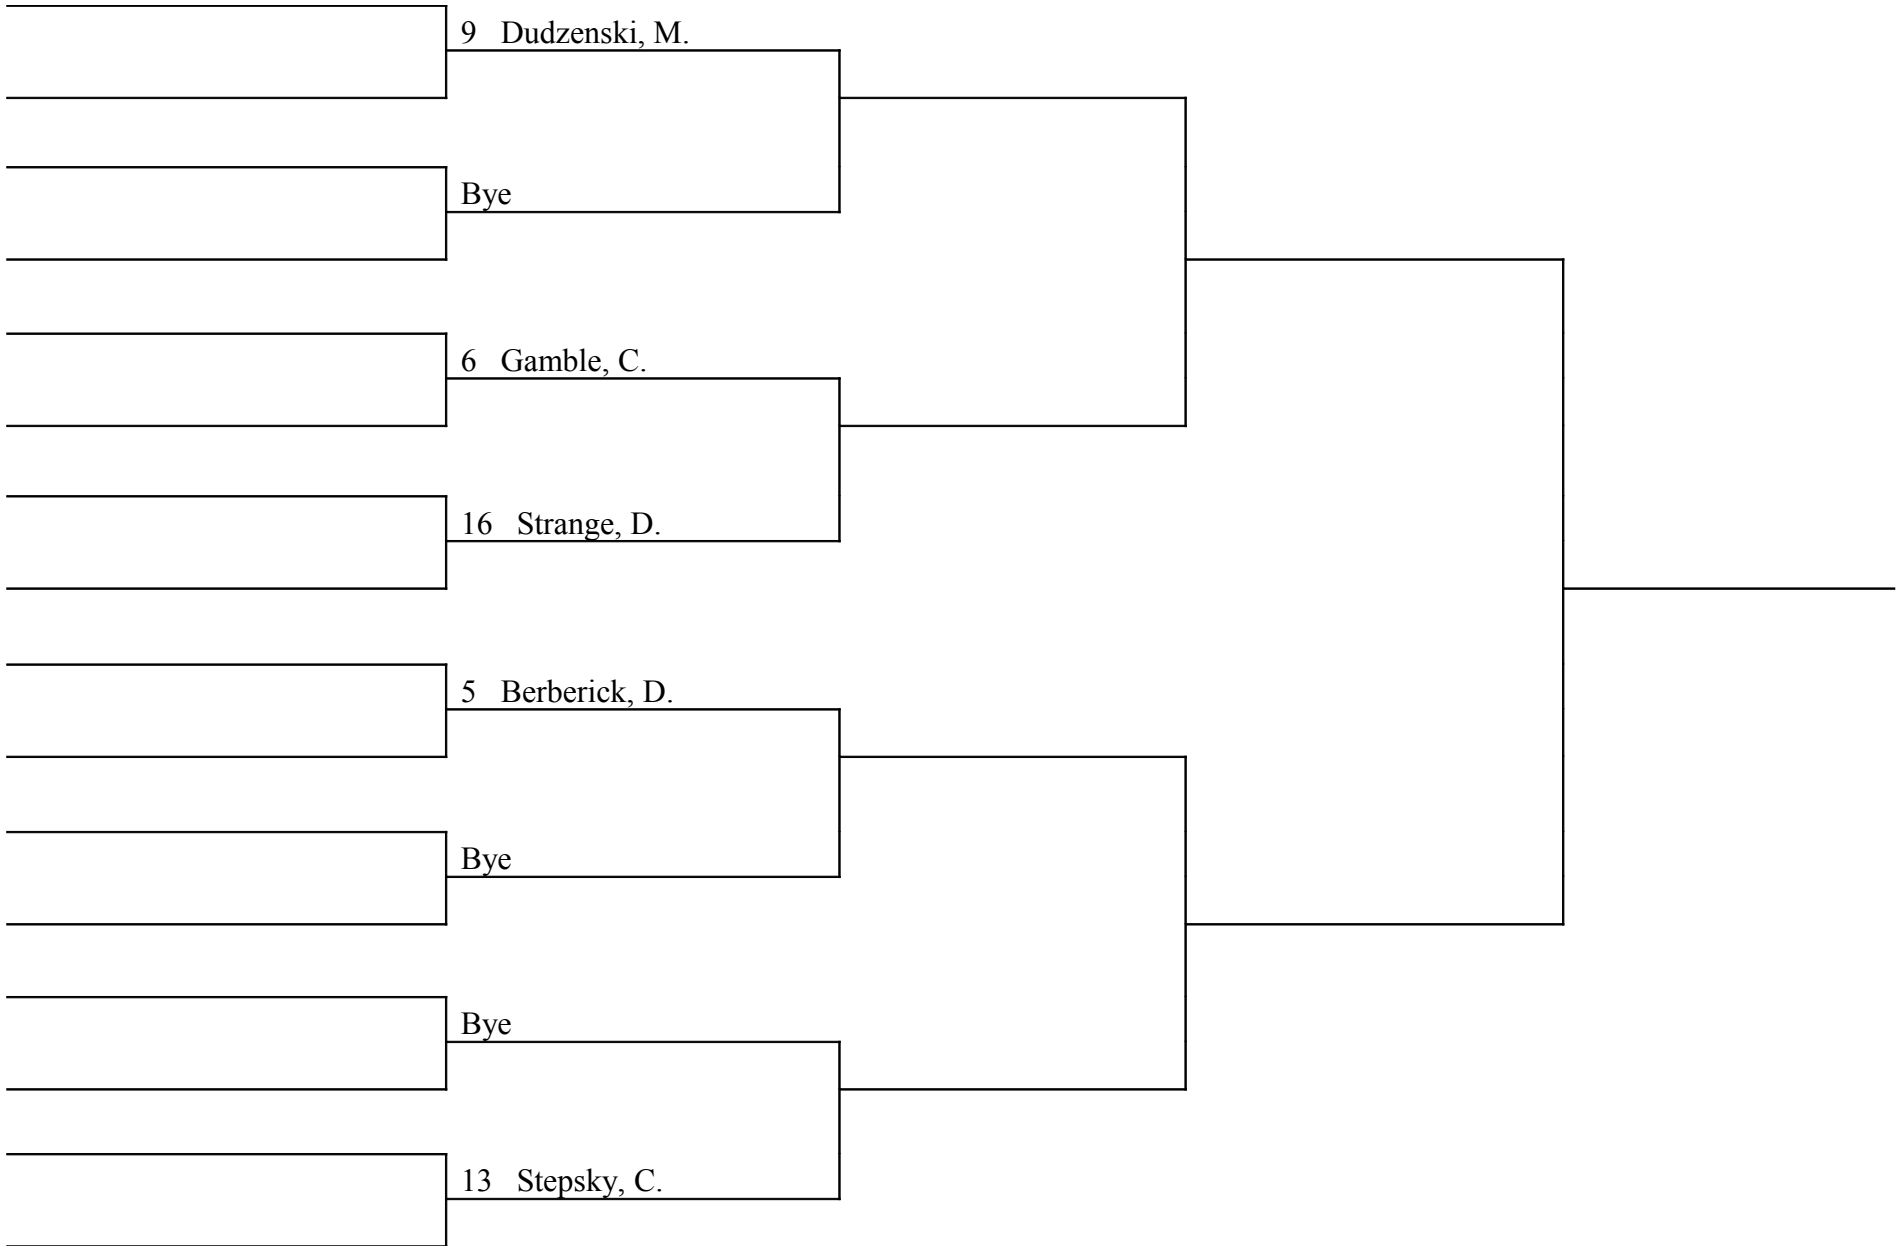 9 Dudzenski, M.
Bye
6 Gamble, C.
16 Strange, D.
5 Berberick, D.
Bye
Bye
13 Stepsky, C.